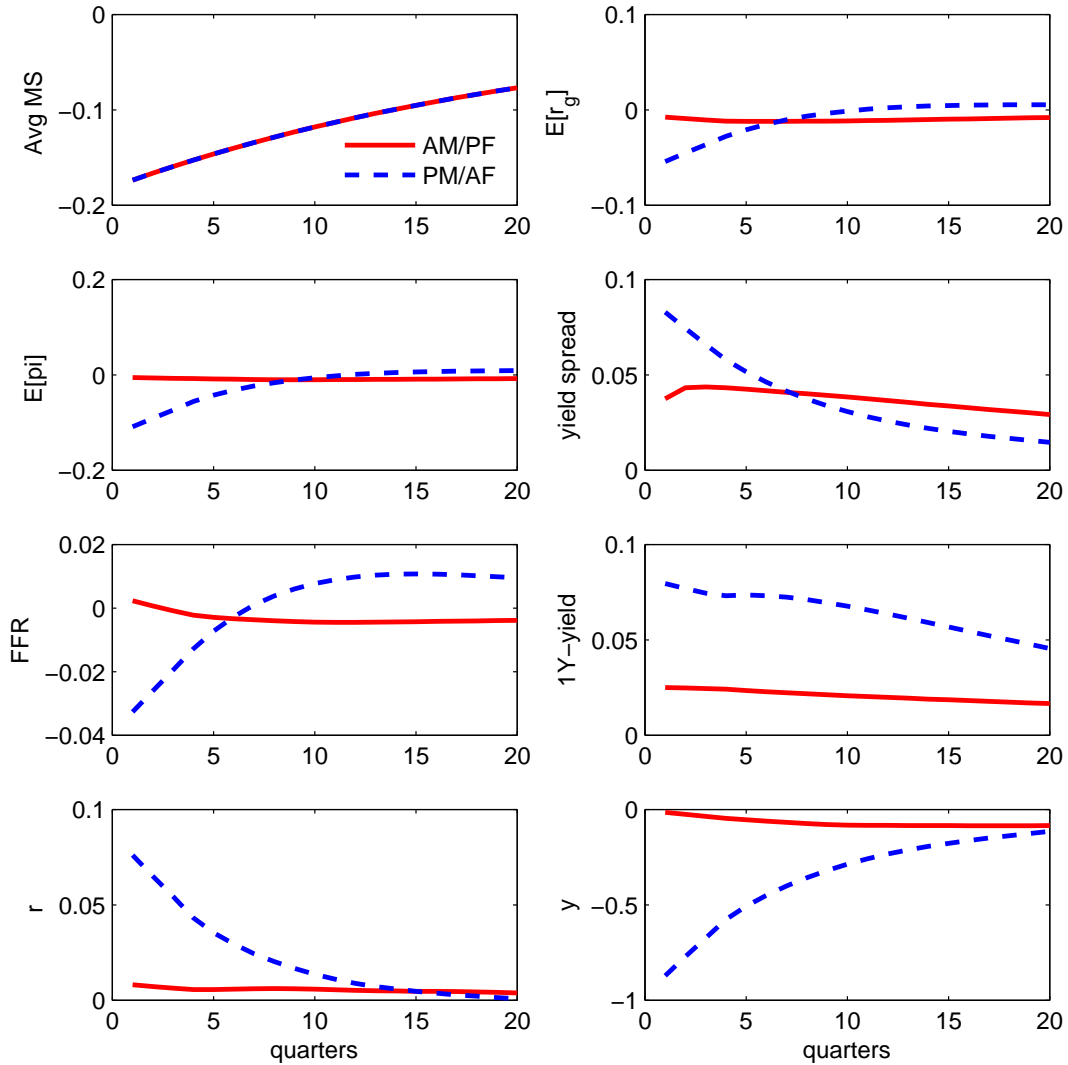 0
−0.1
−0.2
Avg MS
AM/PF
PM/AF
0 5 10 15 20
0.1
0
−0.1
E[r_g]
0 5 10 15 20
0.2
0
−0.2
E[pi]
0 5 10 15 20
0.1
0.05
0
yield spread
0 5 10 15 20
0.02
0
−0.02
−0.04
FFR
0 5 10 15 20
0.1
0.05
0
1Y−yield
0 5 10 15 20
0.1
0.05
0
r
0 5 10 15 20
quarters
0
−0.5
−1
y
0 5 10 15 20
quarters